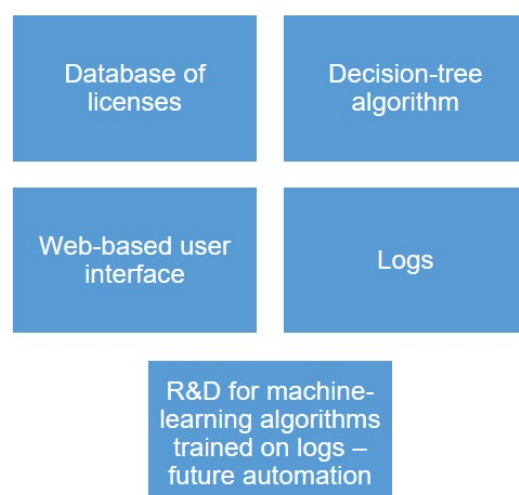 Database of
licenses
Decision-tree
algorithm
Web-based user
interface
Logs
R&D for machine-
learning algorithms
trained on logs –
future automation